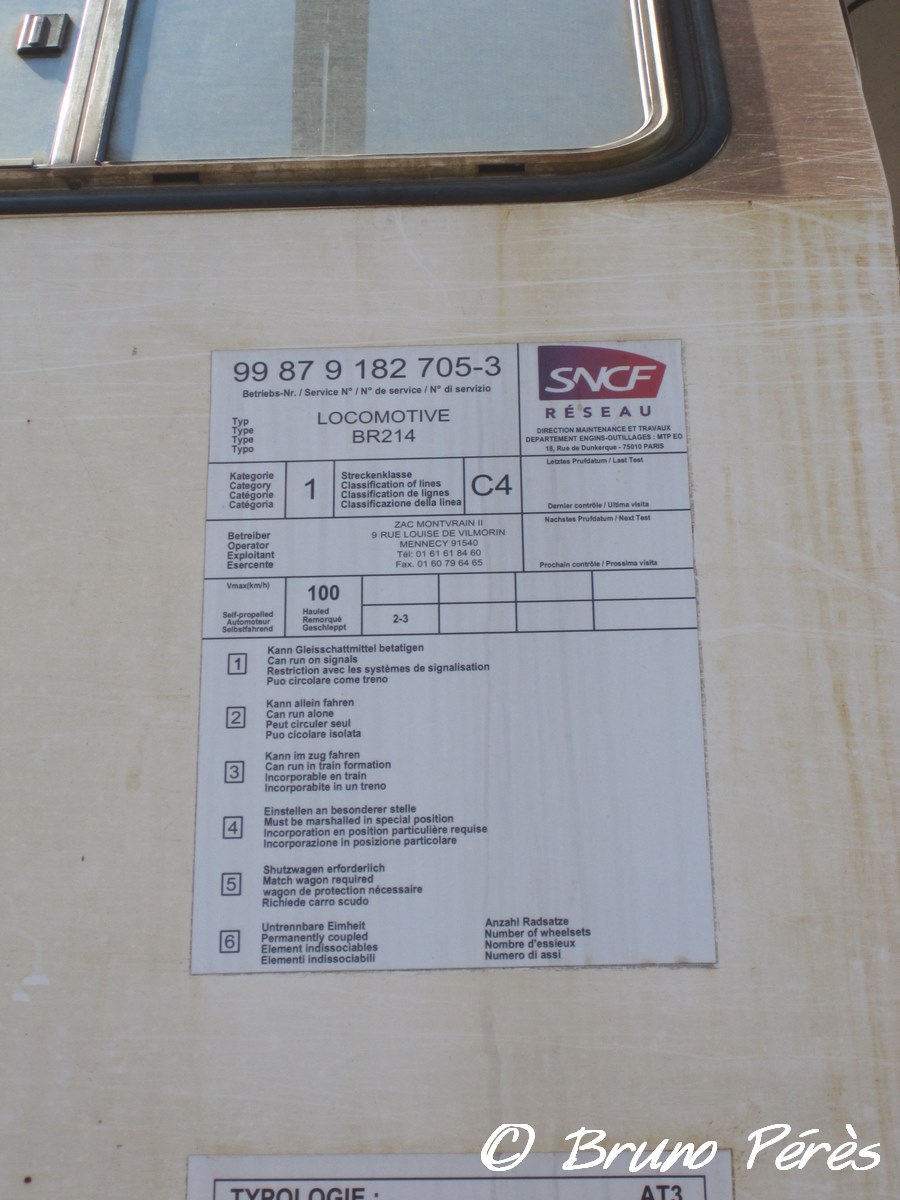 99 87 9 182 705-3
Betriebs-Nr. / Service N° / N° de service / N° di servizio
Typ
Type
Type
Typo
LOCOMOTIVE
BR214
SNCF
RÉSEAU
DIRECTION MAINTENANCE ET TRAVAUX
DEPARTEMENT ENGINS-OUTILLAGES : MTP EO
18, Rue de Dunkerque - 75010 PARIS
Kategorie
Category
Catégorie
Catégoria
1
Streckenklasse
Classification of lines
Classification de lignes
Classificazione della linea
C4
Letztes Prufdatum / Last Test
Dernier contrôle / Ultima visita
Betreiber
Operator
Exploitant
Esercente
ZAC MONTVRAIN II
9 RUE LOUISE DE VILMORIN
MENNECY 91540
Tél: 01 61 61 84 60
Fax. 01 60 79 64 65
Nachstes Prufdatum / Next Test
Prochain contrôle / Prossima visita
Vmax(km/h)
100
Self-propelled
Automoteur
Selbstfahrend
Hauled
Remorqué
Geschleppt
2-3
1
Kann Gleisschattmittel betatigen
Can run on signals
Restriction avec les systèmes de signalisation
Puo circolare come treno
2
Kann allein fahren
Can run alone
Peut circuler seul
Puo cicolare isolata
3
Kann im zug fahren
Can run in train formation
Incorporable en train
Incorporabite in un treno
4
Einstellen an besonderer stelle
Must be marshalled in special position
Incorporation en position particulière requise
Incorporazione in posizione particolare
5
Shutzwagen erforderlich
Match wagon required
wagon de protection nécessaire
Richiede carro scudo
6
Untrennbare Eimheit
Permanently coupled
Element indissociables
Elementi indissociabili
Anzahl Radsatze
Number of wheelsets
Nombre d'essieux
Numero di assi
© Bruno Pérès
TYPOLOGIE : AT3